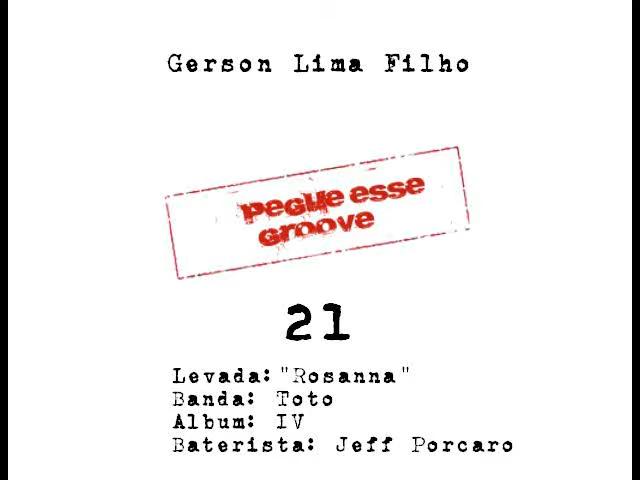 Gerson Lima Filho
PEGUE ESSE
GROOVE
21
Levada: "Rosanna"
Banda: Toto
Album: IV
Baterista: Jeff Porcaro